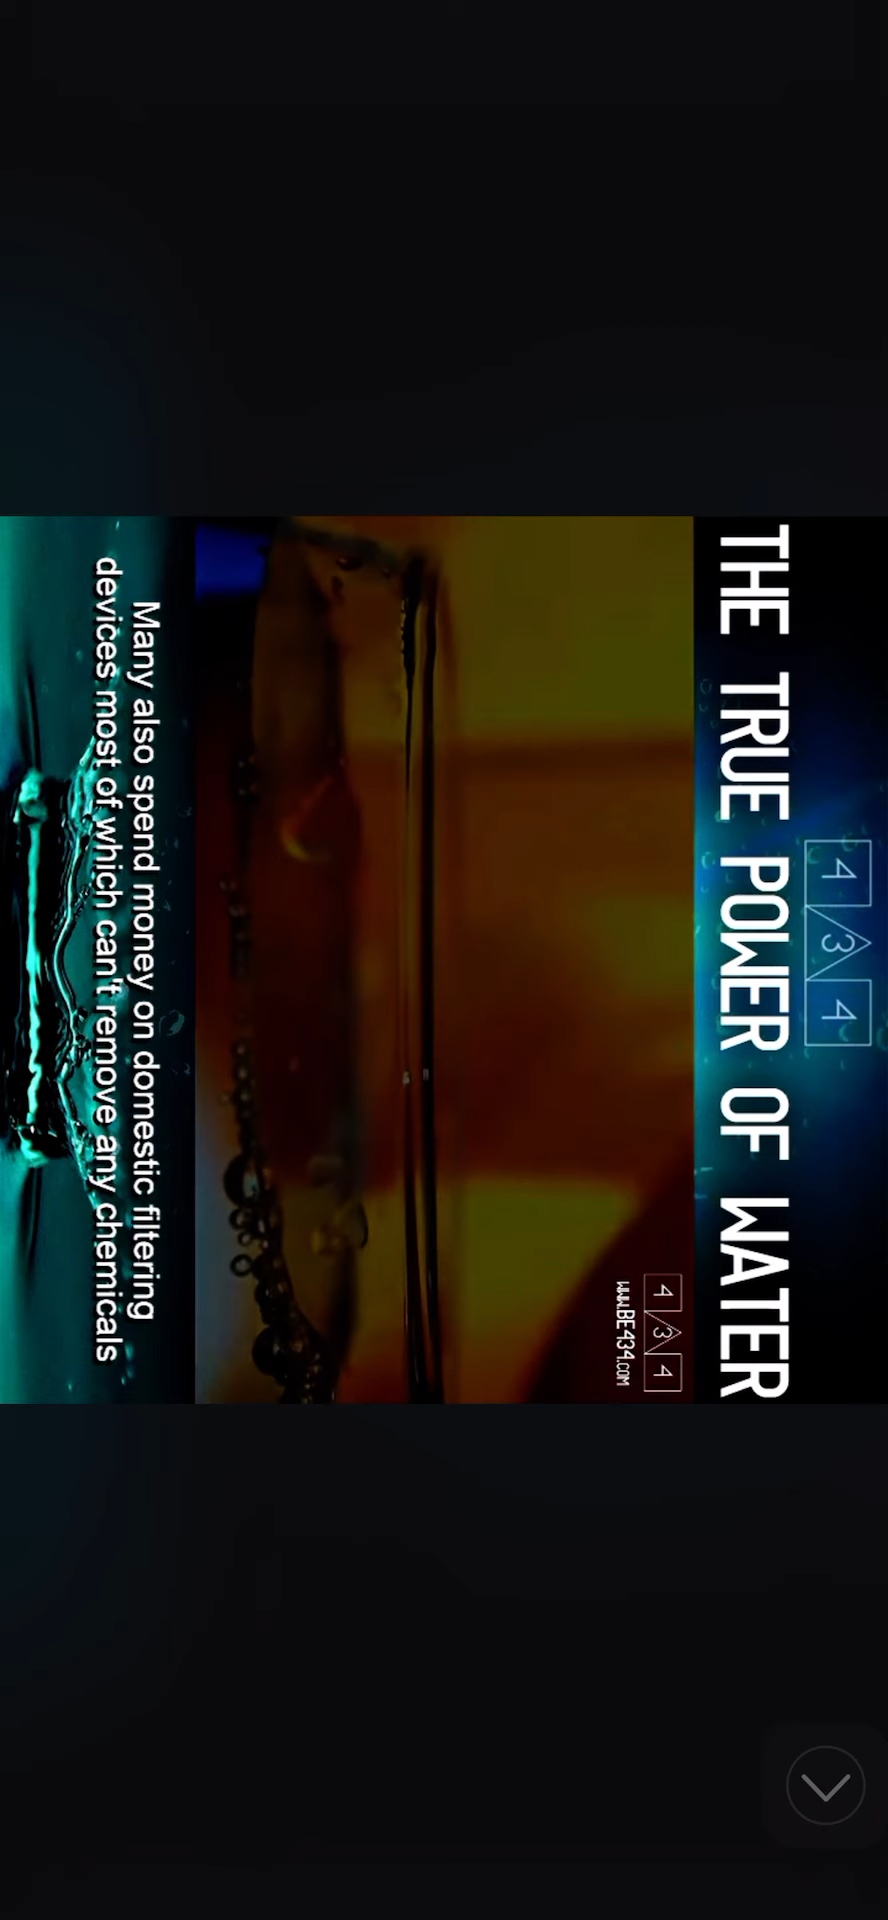 4 3 4
THE TRUE POWER OF WATER
4 3 4
www.BE434.com
Many also spend money on domestic filtering
devices most of which can't remove any chemicals